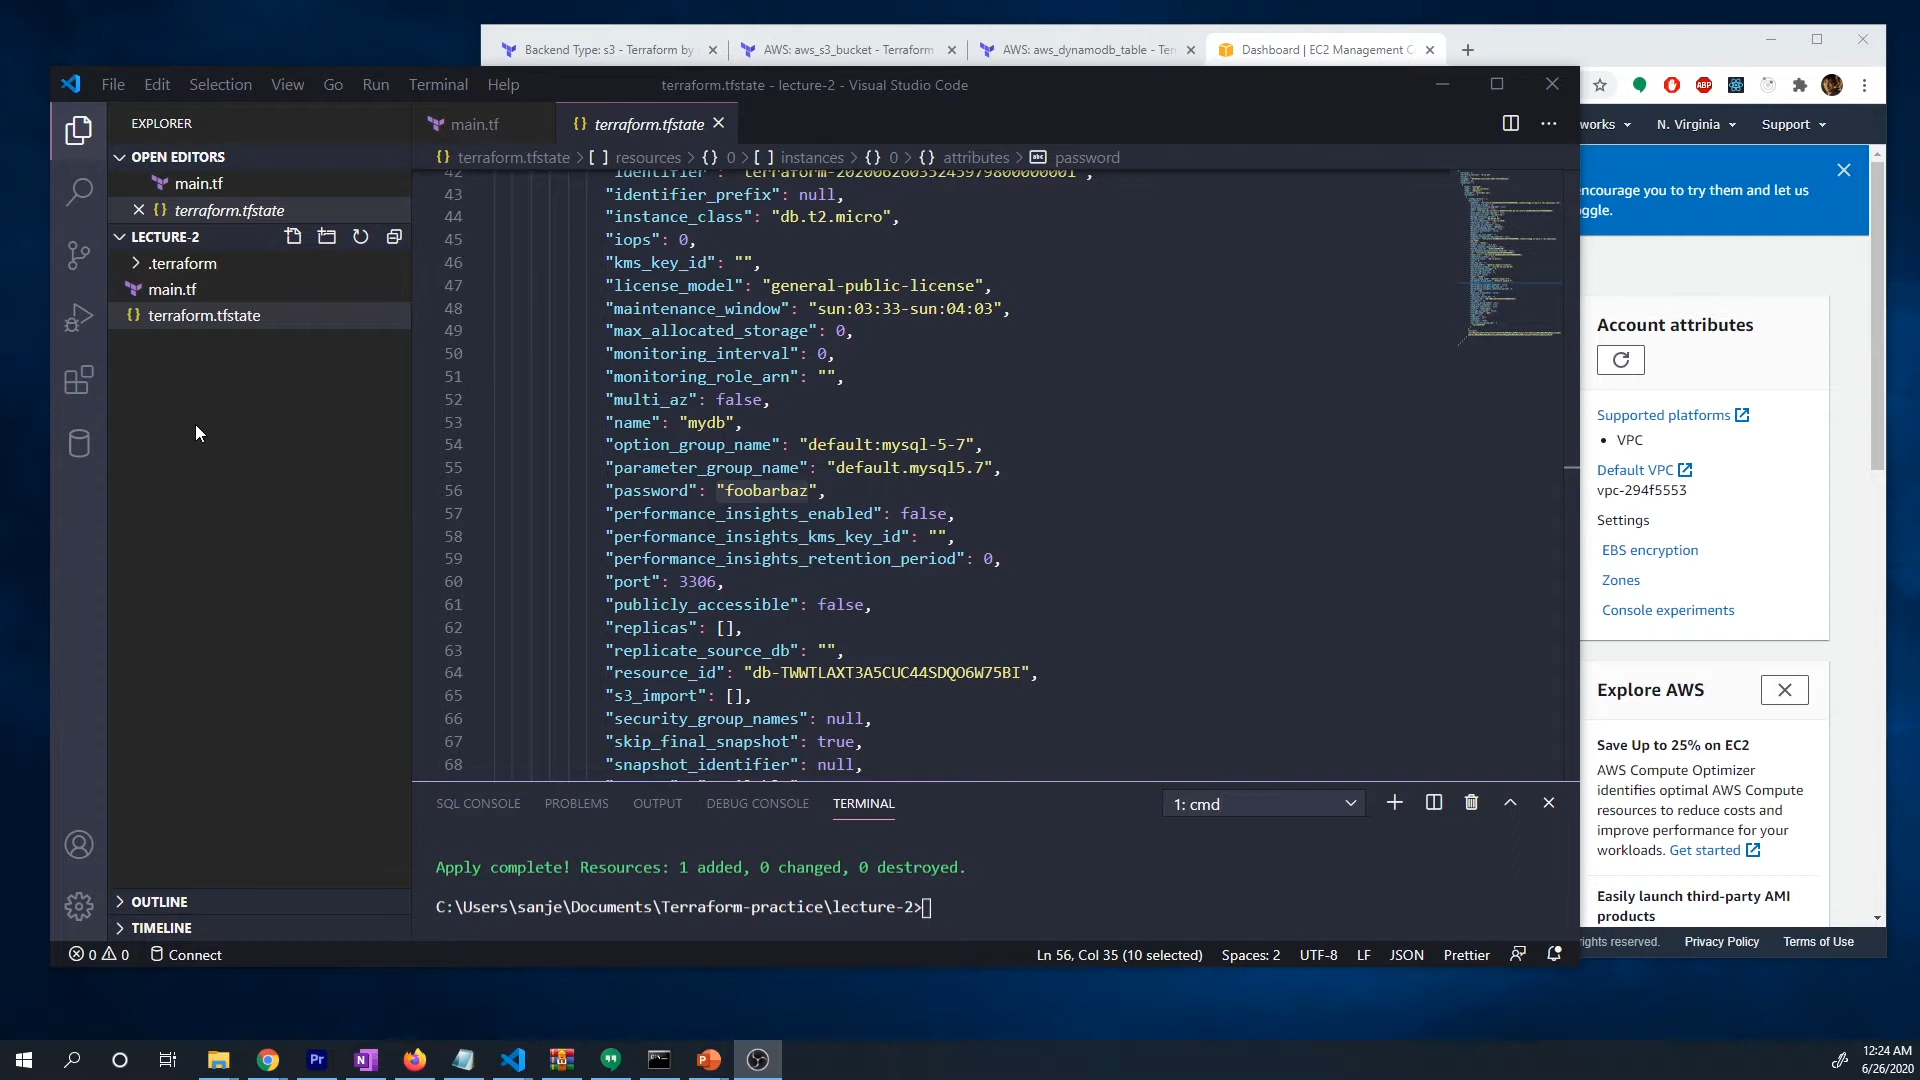 Backend Type: s3 - Terraform by
AWS: aws_s3_bucket - Terraform
AWS: aws_dynamodb_table - Ter
Dashboard | EC2 Management C
File Edit Selection View Go Run Terminal Help
terraform.tfstate - lecture-2 - Visual Studio Code
ABP
EXPLORER
OPEN EDITORS
main.tf
{} terraform.tfstate
LECTURE-2
.terraform
main.tf
{} terraform.tfstate
OUTLINE
TIMELINE
main.tf
{} terraform.tfstate
{} terraform.tfstate > [ ] resources > {} 0 > [ ] instances > {} 0 > {} attributes > abc password
43 "identifier_prefix": null,
44 "instance_class": "db.t2.micro",
45 "iops": 0,
46 "kms_key_id": "",
47 "license_model": "general-public-license",
48 "maintenance_window": "sun:03:33-sun:04:03",
49 "max_allocated_storage": 0,
50 "monitoring_interval": 0,
51 "monitoring_role_arn": "",
52 "multi_az": false,
53 "name": "mydb",
54 "option_group_name": "default:mysql-5-7",
55 "parameter_group_name": "default.mysql5.7",
56 "password": "foobarbaz",
57 "performance_insights_enabled": false,
58 "performance_insights_kms_key_id": "",
59 "performance_insights_retention_period": 0,
60 "port": 3306,
61 "publicly_accessible": false,
62 "replicas": [],
63 "replicate_source_db": "",
64 "resource_id": "db-TWWTLAXT3A5CUC44SDQO6W75BI",
65 "s3_import": [],
66 "security_group_names": null,
67 "skip_final_snapshot": true,
68 "snapshot_identifier": null,
SQL CONSOLE PROBLEMS OUTPUT DEBUG CONSOLE TERMINAL
1: cmd
Apply complete! Resources: 1 added, 0 changed, 0 destroyed.
C:\Users\sanje\Documents\Terraform-practice\lecture-2>
0 0 Connect
Ln 56, Col 35 (10 selected) Spaces: 2 UTF-8 LF JSON Prettier
works N. Virginia Support
ncourage you to try them and let us
ggle.
Account attributes
Supported platforms
• VPC
Default VPC
vpc-294f5553
Settings
EBS encryption
Zones
Console experiments
Explore AWS
Save Up to 25% on EC2
AWS Compute Optimizer
identifies optimal AWS Compute
resources to reduce costs and
improve performance for your
workloads. Get started
Easily launch third-party AMI
products
ights reserved. Privacy Policy Terms of Use
Pr
N
P
12:24 AM
6/26/2020